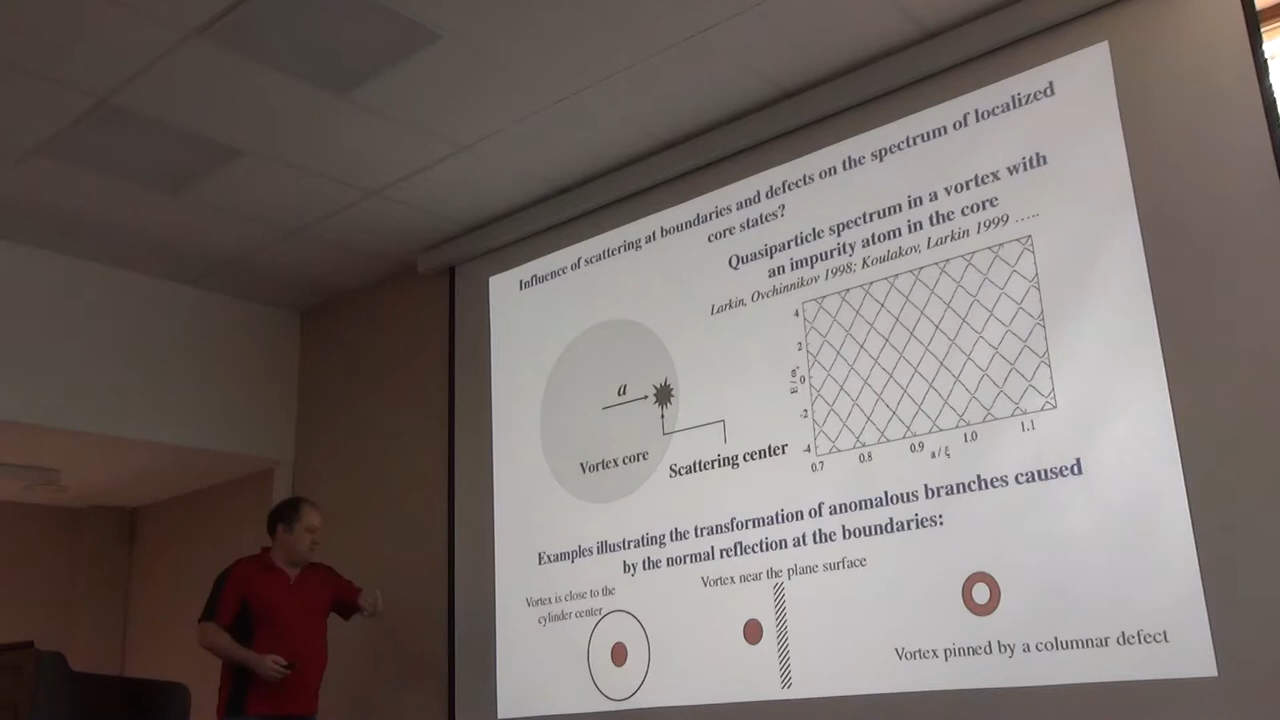 Influence of scattering at boundaries and defects on the spectrum of localized
core states?
Quasiparticle spectrum in a vortex with
an impurity atom in the core
Larkin, Ovchinnikov 1998; Koulakov, Larkin 1999 …..
a
Vortex core
Scattering center
4
2
0
-2
-4
0.7
0.8
0.9
a/ξ
1.0
1.1
Examples illustrating the transformation of anomalous branches caused
by the normal reflection at the boundaries:
Vortex is close to the
cylinder center
Vortex near the plane surface
Vortex pinned by a columnar defect